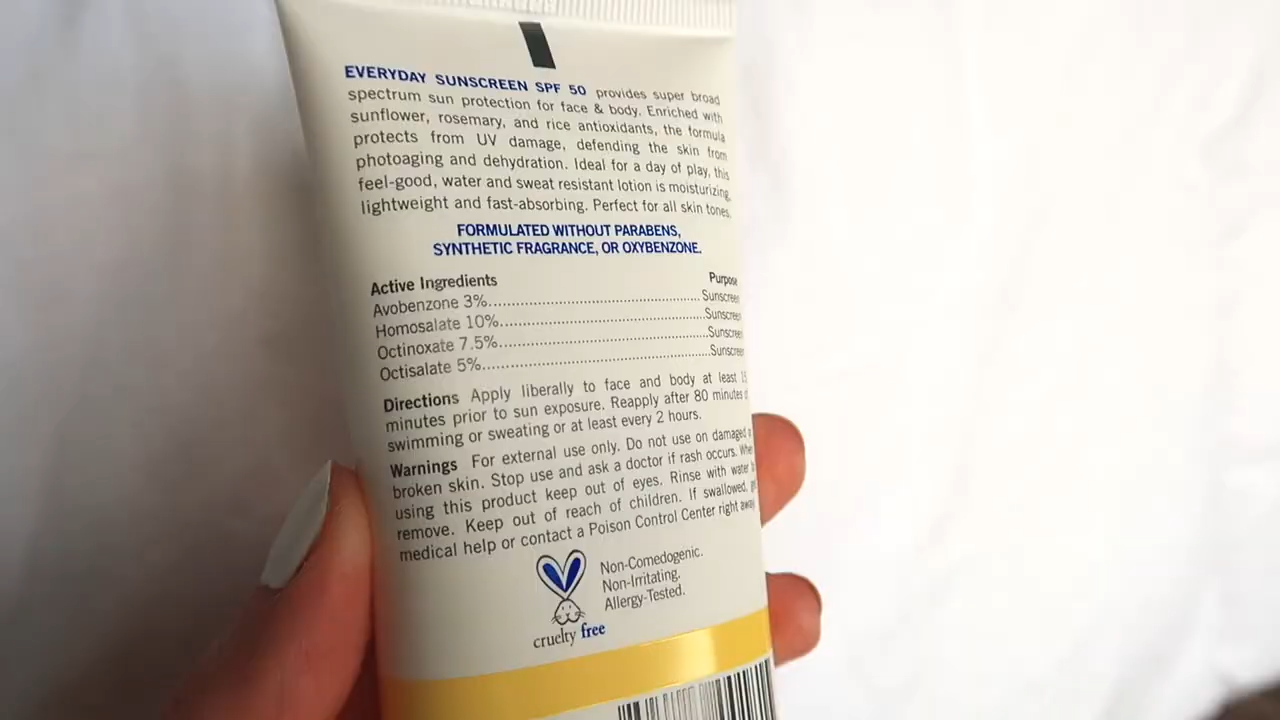 EVERYDAY SUNSCREEN SPF 50 provides super broad
spectrum sun protection for face & body. Enriched with
sunflower, rosemary, and rice antioxidants, the formula
protects from UV damage, defending the skin from
photoaging and dehydration. Ideal for a day of play, this
feel-good, water and sweat resistant lotion is moisturizing,
lightweight and fast-absorbing. Perfect for all skin tones.
FORMULATED WITHOUT PARABENS,
SYNTHETIC FRAGRANCE, OR OXYBENZONE.
Active Ingredients Purpose
Avobenzone 3% Sunscreen
Homosalate 10% Sunscreen
Octinoxate 7.5% Sunscreen
Octisalate 5% Sunscreen
Directions Apply liberally to face and body at least 15
minutes prior to sun exposure. Reapply after 80 minutes
swimming or sweating or at least every 2 hours.
Warnings For external use only. Do not use on damaged
broken skin. Stop use and ask a doctor if rash occurs. When
using this product keep out of eyes. Rinse with water
remove. Keep out of reach of children. If swallowed,
medical help or contact a Poison Control Center right away.
Non-Comedogenic.
Non-Irritating.
Allergy-Tested.
cruelty free